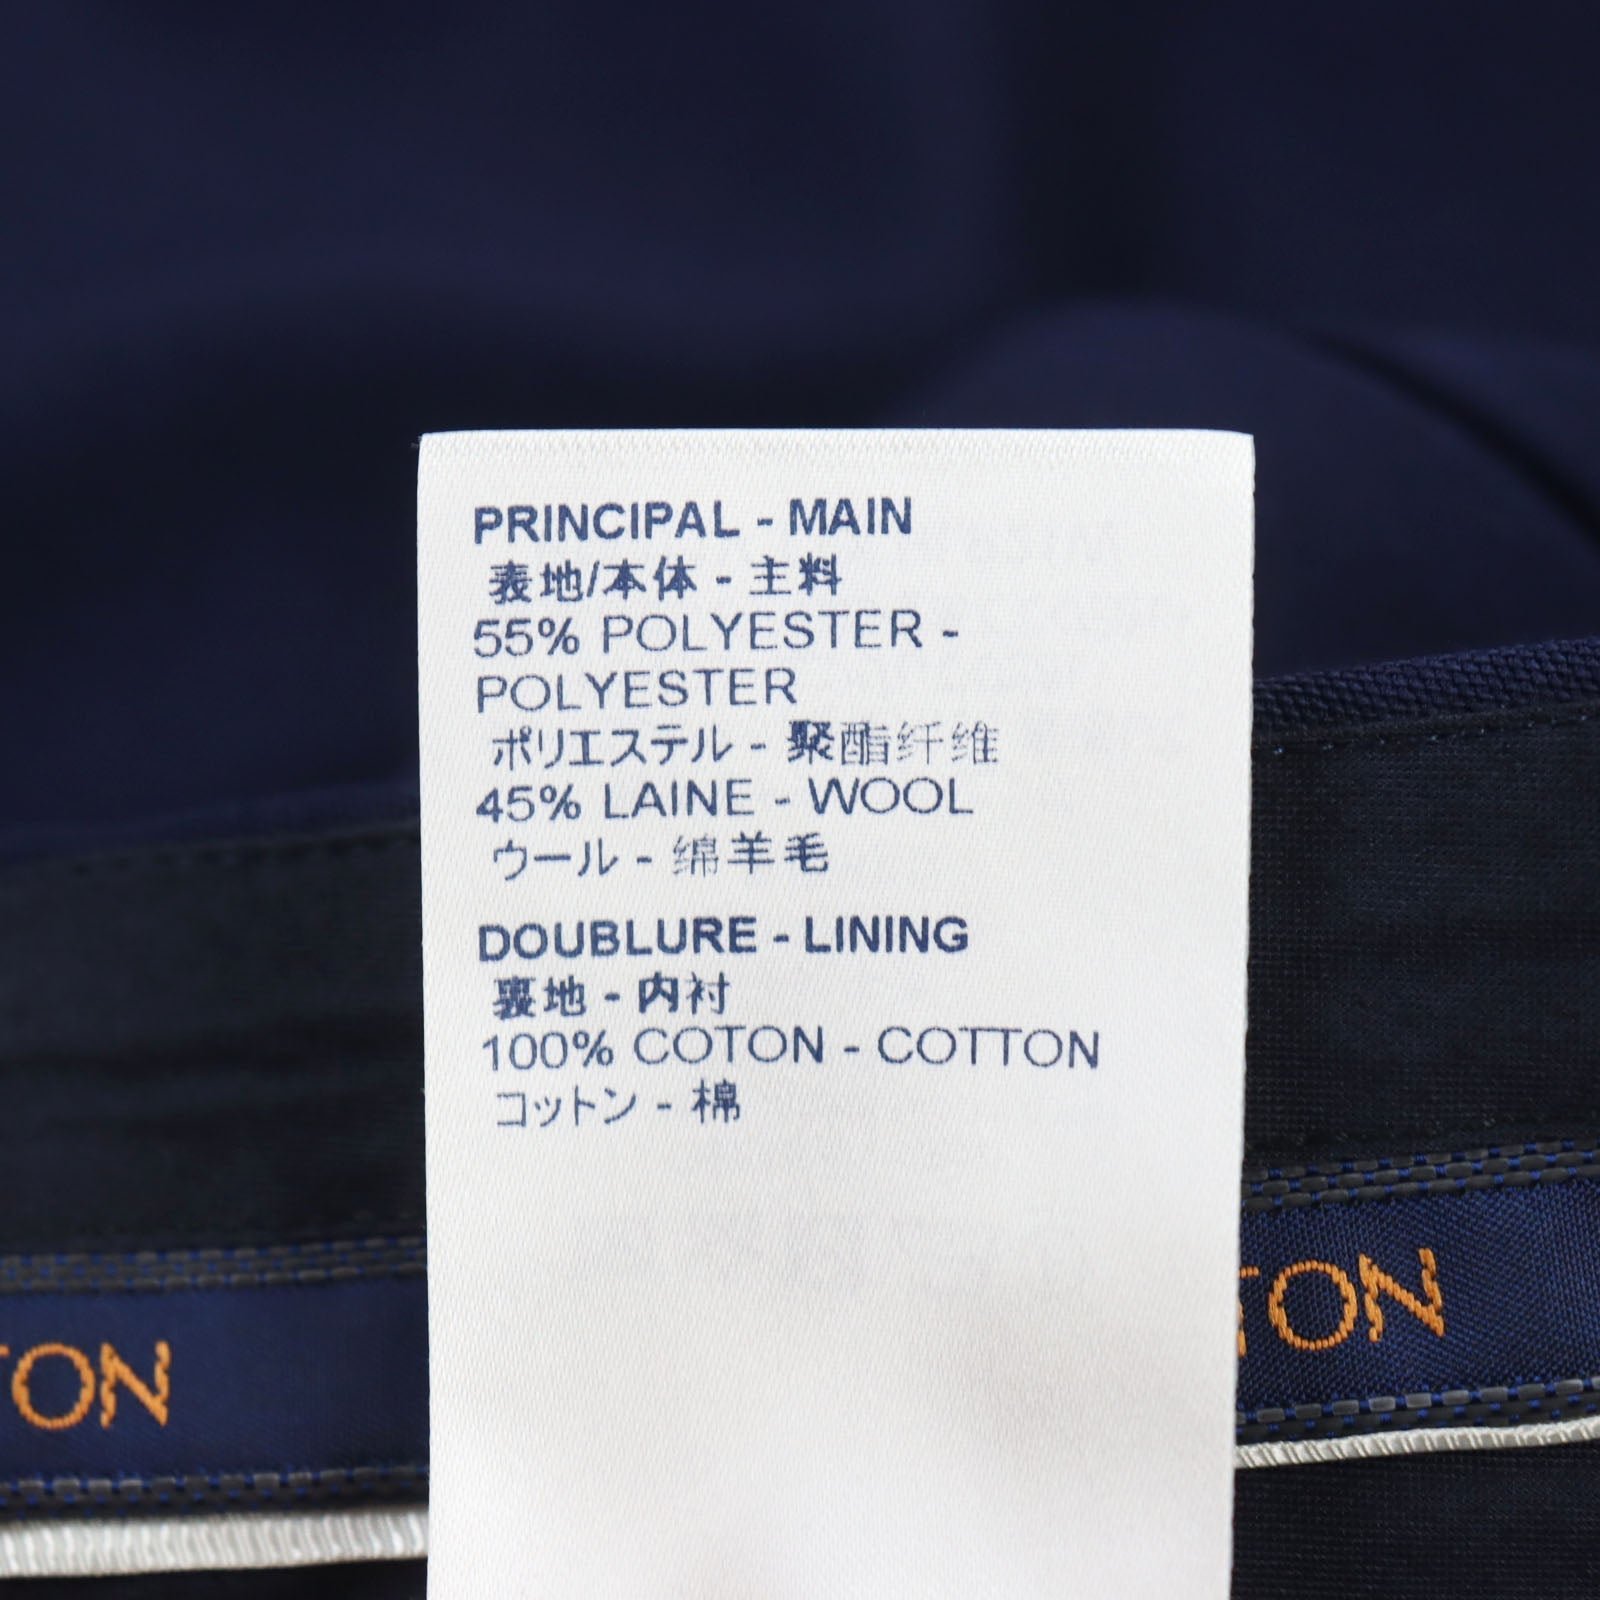 PRINCIPAL - MAIN
表地/本体 - 主料
55% POLYESTER -
POLYESTER
ポリエステル - 聚酯纤维
45% LAINE - WOOL
ウール - 绵羊毛
DOUBLURE - LINING
裏地 - 内衬
100% COTON - COTTON
コットン - 棉
TON
TON